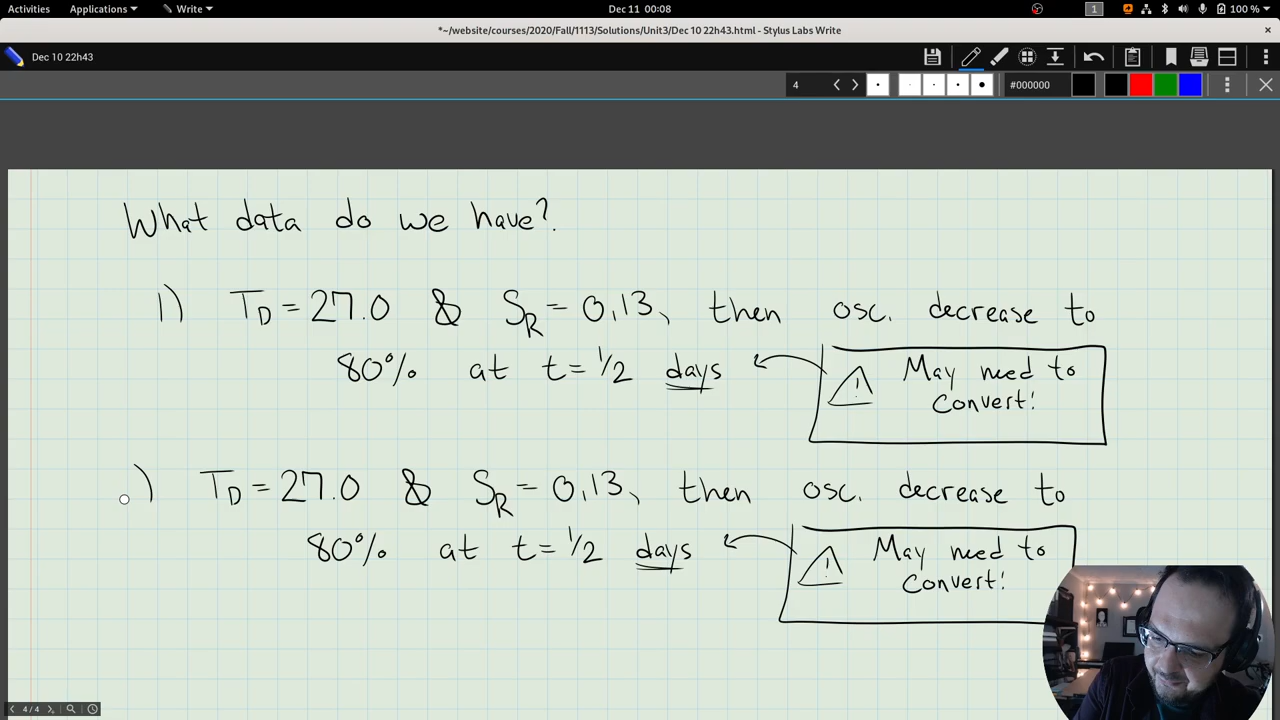 Activities Applications Write Dec 11 00:08 1 100 %
*~/website/courses/2020/Fall/1113/Solutions/Unit3/Dec 10 22h43.html - Stylus Labs Write
Dec 10 22h43
4 #000000
What data do we have?
1) T_D = 27.0 & S_R = 0.13, then osc. decrease to
80% at t = 1/2 days
! May need to
Convert!
) T_D = 27.0 & S_R = 0.13, then osc. decrease to
80% at t = 1/2 days
! May need to
Convert!
4/4